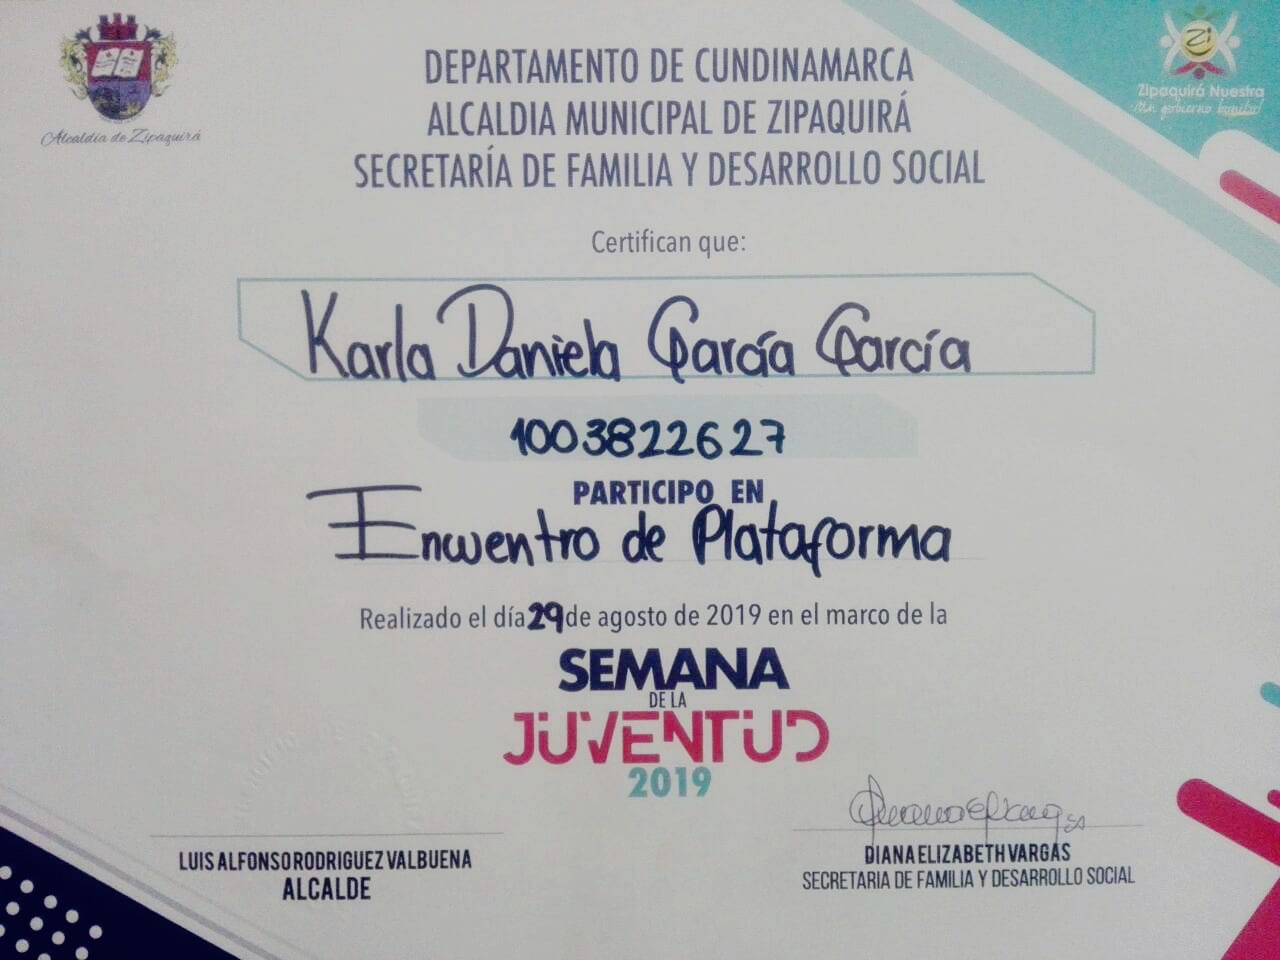 Alcaldía de Zipaquirá
Zipaquirá Nuestra
Un gobierno bonito!
DEPARTAMENTO DE CUNDINAMARCA
ALCALDIA MUNICIPAL DE ZIPAQUIRÁ
SECRETARÍA DE FAMILIA Y DESARROLLO SOCIAL
Certifican que:
Karla Daniela García García
1003822627
PARTICIPO EN
Encuentro de Plataforma
Realizado el día 29 de agosto de 2019 en el marco de la
SEMANA
DE LA
JUVENTUD
2019
LUIS ALFONSO RODRIGUEZ VALBUENA
ALCALDE
DIANA ELIZABETH VARGAS
SECRETARIA DE FAMILIA Y DESARROLLO SOCIAL